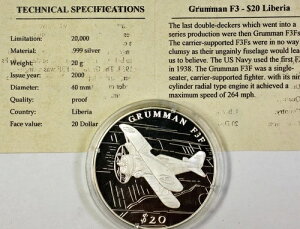 TECHNICAL SPECIFICATIONS
Limitation: 20,000
Material: .999 silver
Weight: 20 g
Issue year: 2000
Diameter: 40 mm
Quality: proof
Country: Liberia
Face value: 20 Dollar
Grumman F3 - $20 Liberia
The last double-deckers which went into a
series production were then Grumman F3F
The carrier-supported F3Fs were in no way
clumsy as their ungainly fuselage would lea
us to believe. The US Navy used the first F
in 1938. The Grumman F3F was a single-
seater, carrier-supported fighter. with its
cylinder radial type engine it achieved a
maximum speed of 264 mph.
GRUMMAN F3F
$20